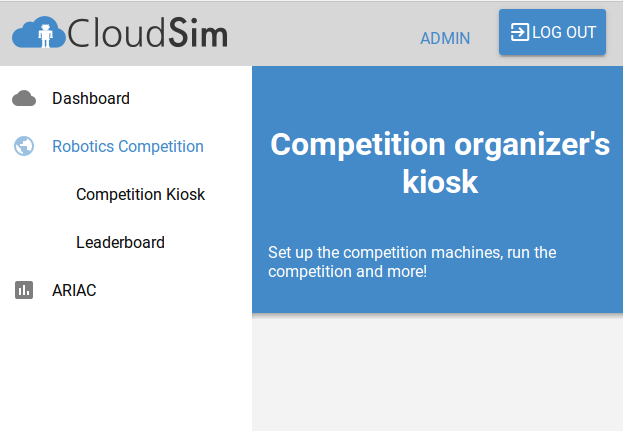 CloudSim
ADMIN
LOG OUT
Dashboard
Robotics Competition
Competition Kiosk
Leaderboard
ARIAC
Competition organizer's
kiosk
Set up the competition machines, run the
competition and more!